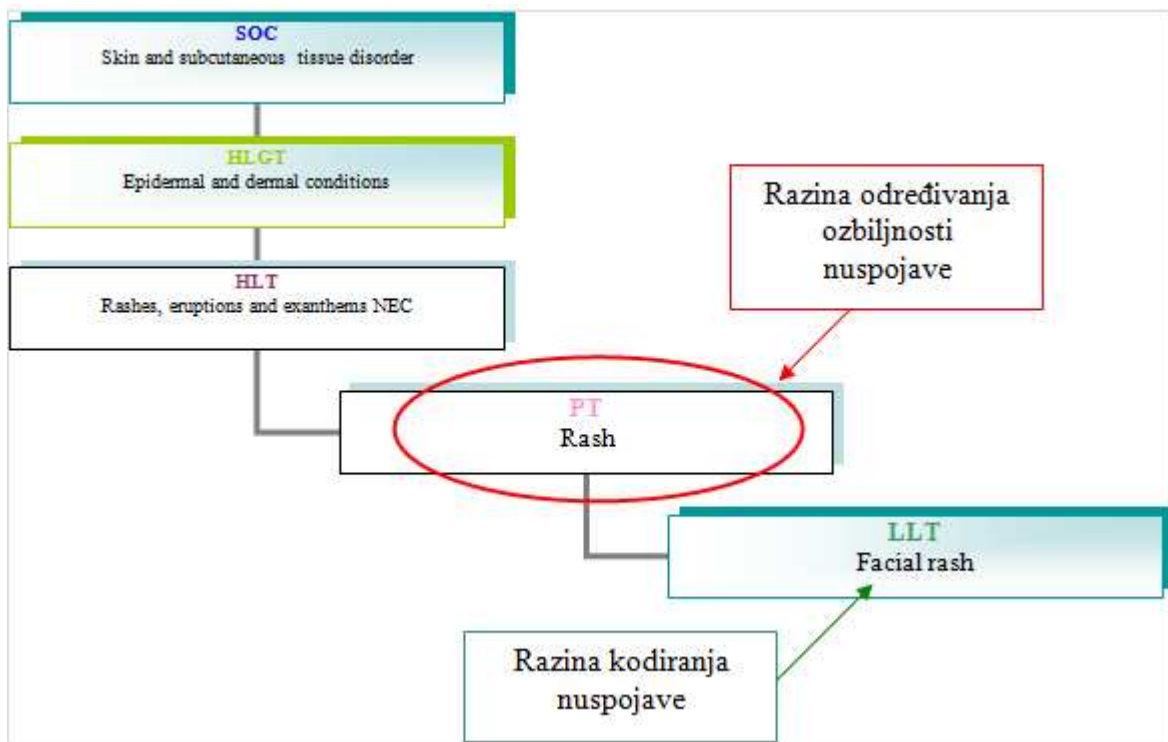 SOC
Skin and subcutaneous tissue disorder
HLGT
Epidermal and dermal conditions
HLT
Rashes, eruptions and exanthems NEC
Razina određivanja
ozbiljnosti
nuspojave
PT
Rash
LLT
Facial rash
Razina kodiranja
nuspojave